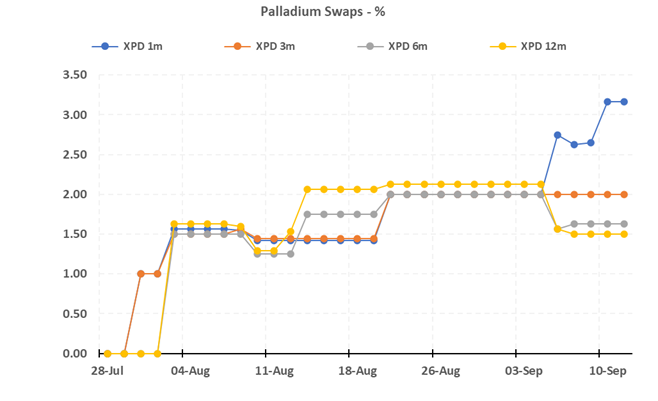 Palladium Swaps - %
XPD 1m XPD 3m XPD 6m XPD 12m
3.50
3.00
2.50
2.00
1.50
1.00
0.50
0.00
28-Jul 04-Aug 11-Aug 18-Aug 26-Aug 03-Sep 10-Sep